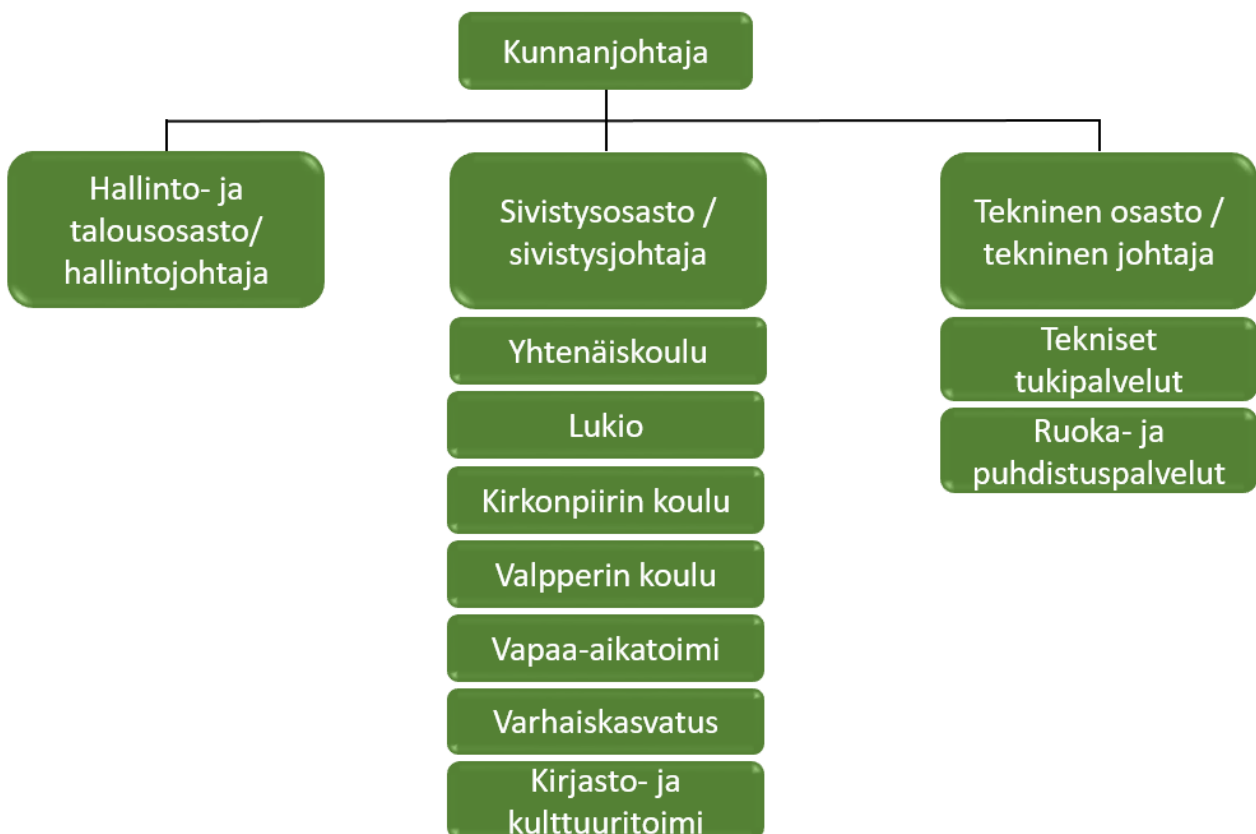 Kunnanjohtaja
Hallinto- ja
talousosasto/
hallintojohtaja
Sivistysosasto /
sivistysjohtaja
Yhtenäiskoulu
Lukio
Kirkonpiirin koulu
Valpperin koulu
Vapaa-aikatoimi
Varhaiskasvatus
Kirjasto- ja
kulttuuritoimi
Tekninen osasto /
tekninen johtaja
Tekniset
tukipalvelut
Ruoka- ja
puhdistuspalvelut